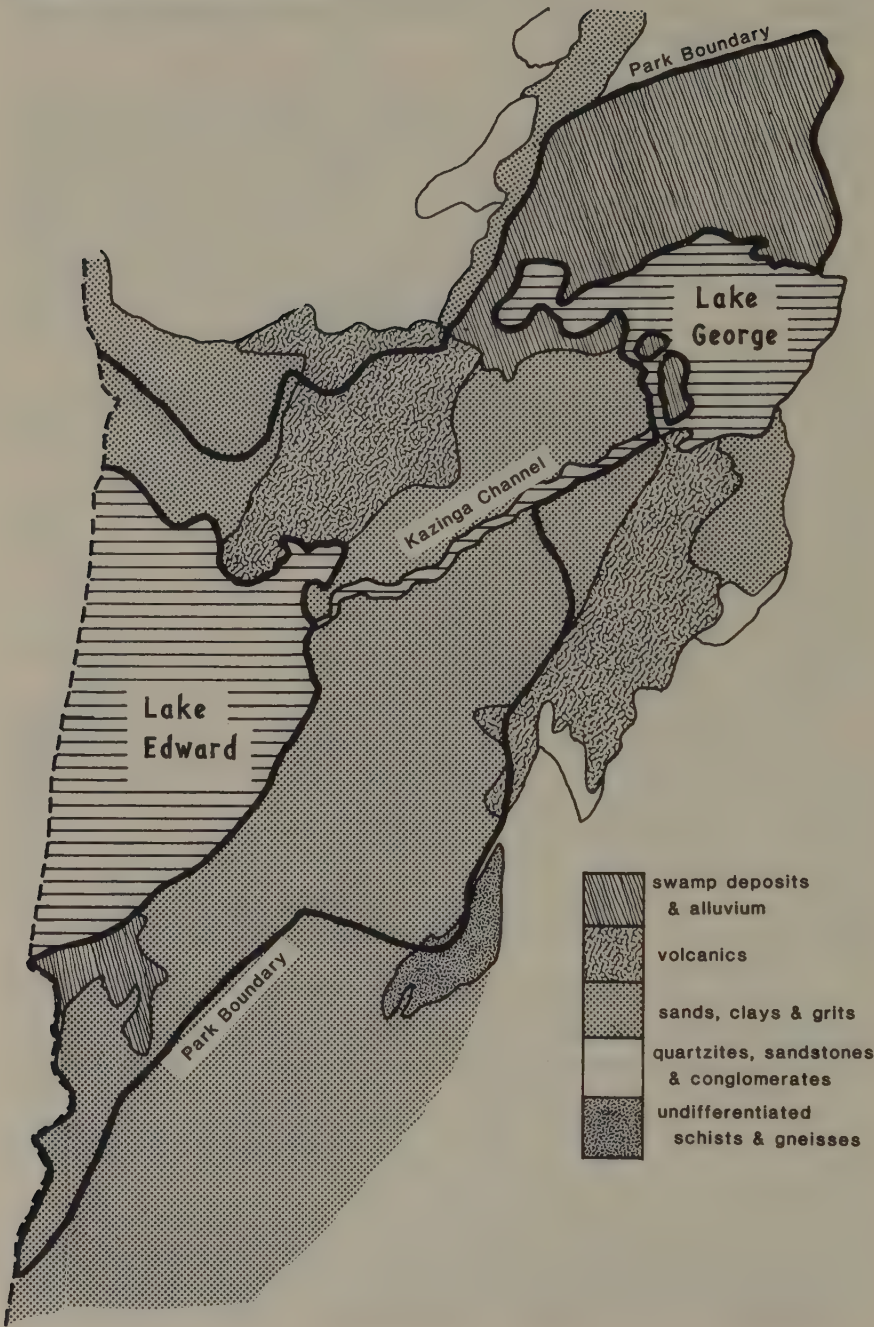 Park Boundary
Lake
George
Kazinga Channel
Lake
Edward
Park Boundary
swamp deposits
& alluvium
volcanics
sands, clays & grits
quartzites, sandstones
& conglomerates
undifferentiated
schists & gneisses